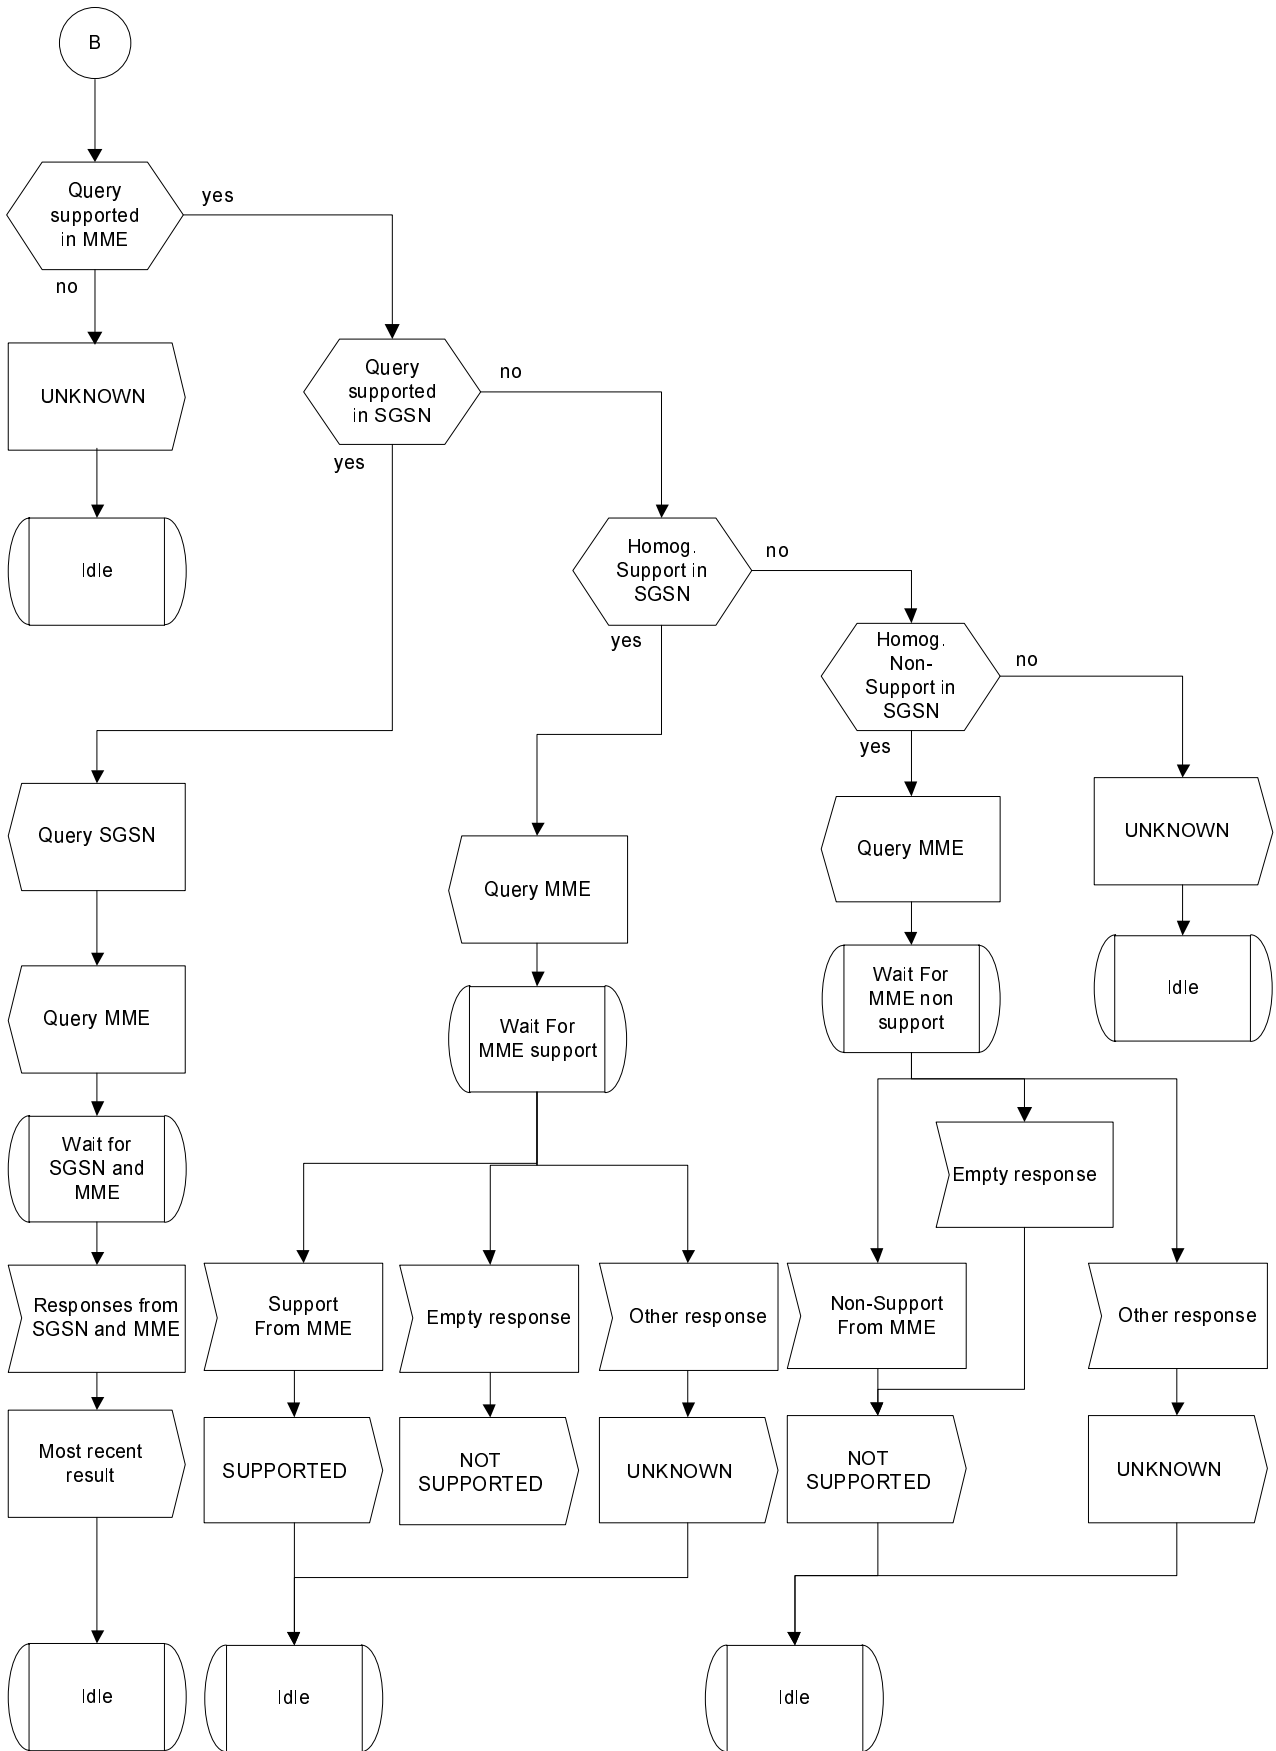 B
Query
supported
in MME
yes
no
UNKNOWN
Idle
Query
supported
in SGSN
no
yes
Homog.
Support in
SGSN
no
yes
Homog.
Non-
Support in
SGSN
no
yes
UNKNOWN
Idle
Query SGSN
Query MME
Wait for
SGSN and
MME
Responses from
SGSN and MME
Most recent
result
Idle
Query MME
Wait For
MME support
Support
From MME
Empty response
Other response
SUPPORTED
NOT
SUPPORTED
UNKNOWN
Idle
Query MME
Wait For
MME non
support
Empty response
Non-Support
From MME
Other response
NOT
SUPPORTED
UNKNOWN
Idle